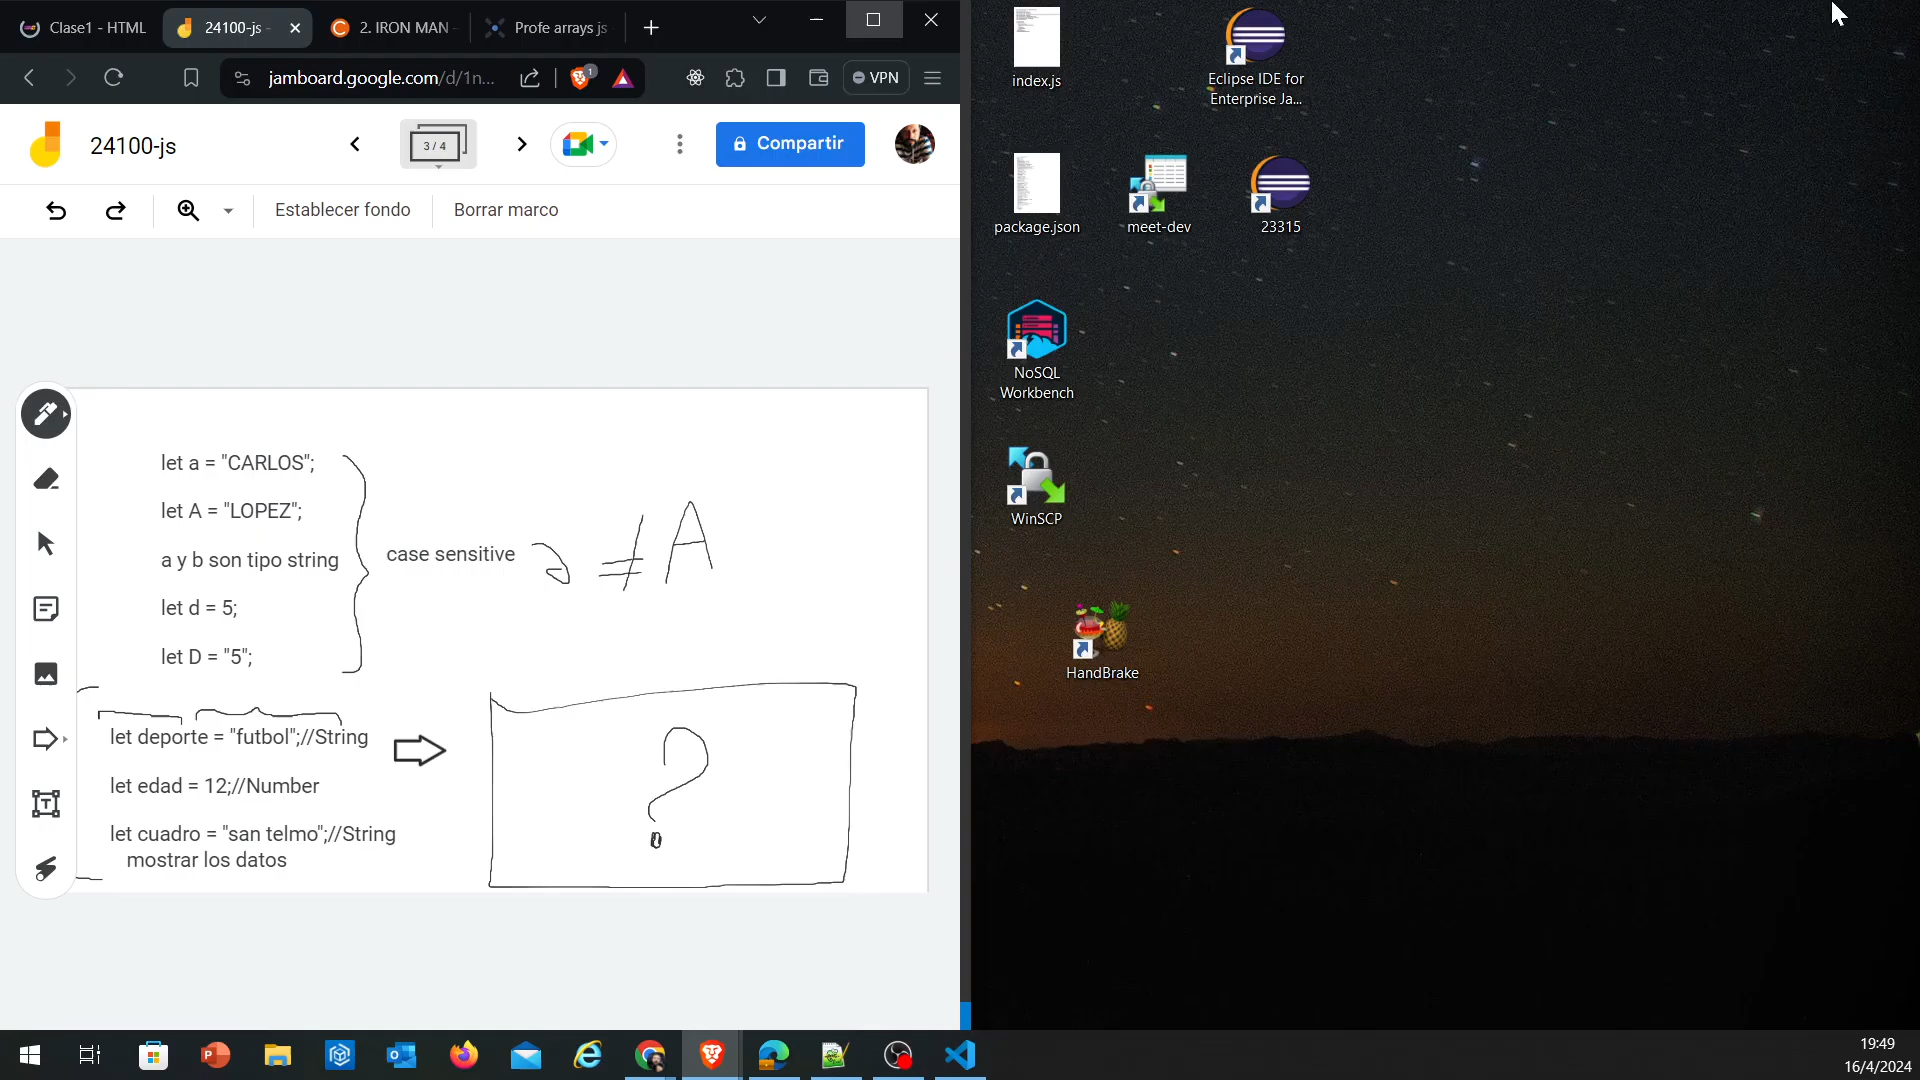 Clase1 - HTML
24100-js -
2. IRON MAN -
Profe arrays js
jamboard.google.com/d/1n...
1
VPN
24100-js
3 / 4
Compartir
Establecer fondo
Borrar marco
let a = "CARLOS";
let A = "LOPEZ";
a y b son tipo string
let d = 5;
let D = "5";
case sensitive
≠ A
let deporte = "futbol";//String
let edad = 12;//Number
let cuadro = "san telmo";//String
mostrar los datos
?
index.js
Eclipse IDE for
Enterprise Ja...
package.json
meet-dev
23315
NoSQL
Workbench
WinSCP
HandBrake
19:49
16/4/2024